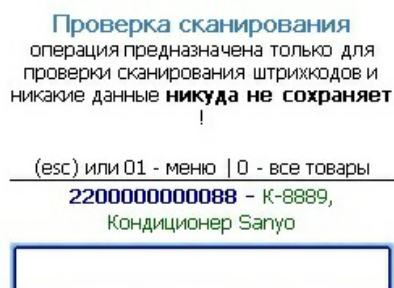 Проверка сканирования
операция предназначена только для
проверки сканирования штрихкодов и
никакие данные никуда не сохраняет
!
(esc) или 01 - меню | 0 - все товары
2200000000088 - К-8889,
Кондиционер Sanyo